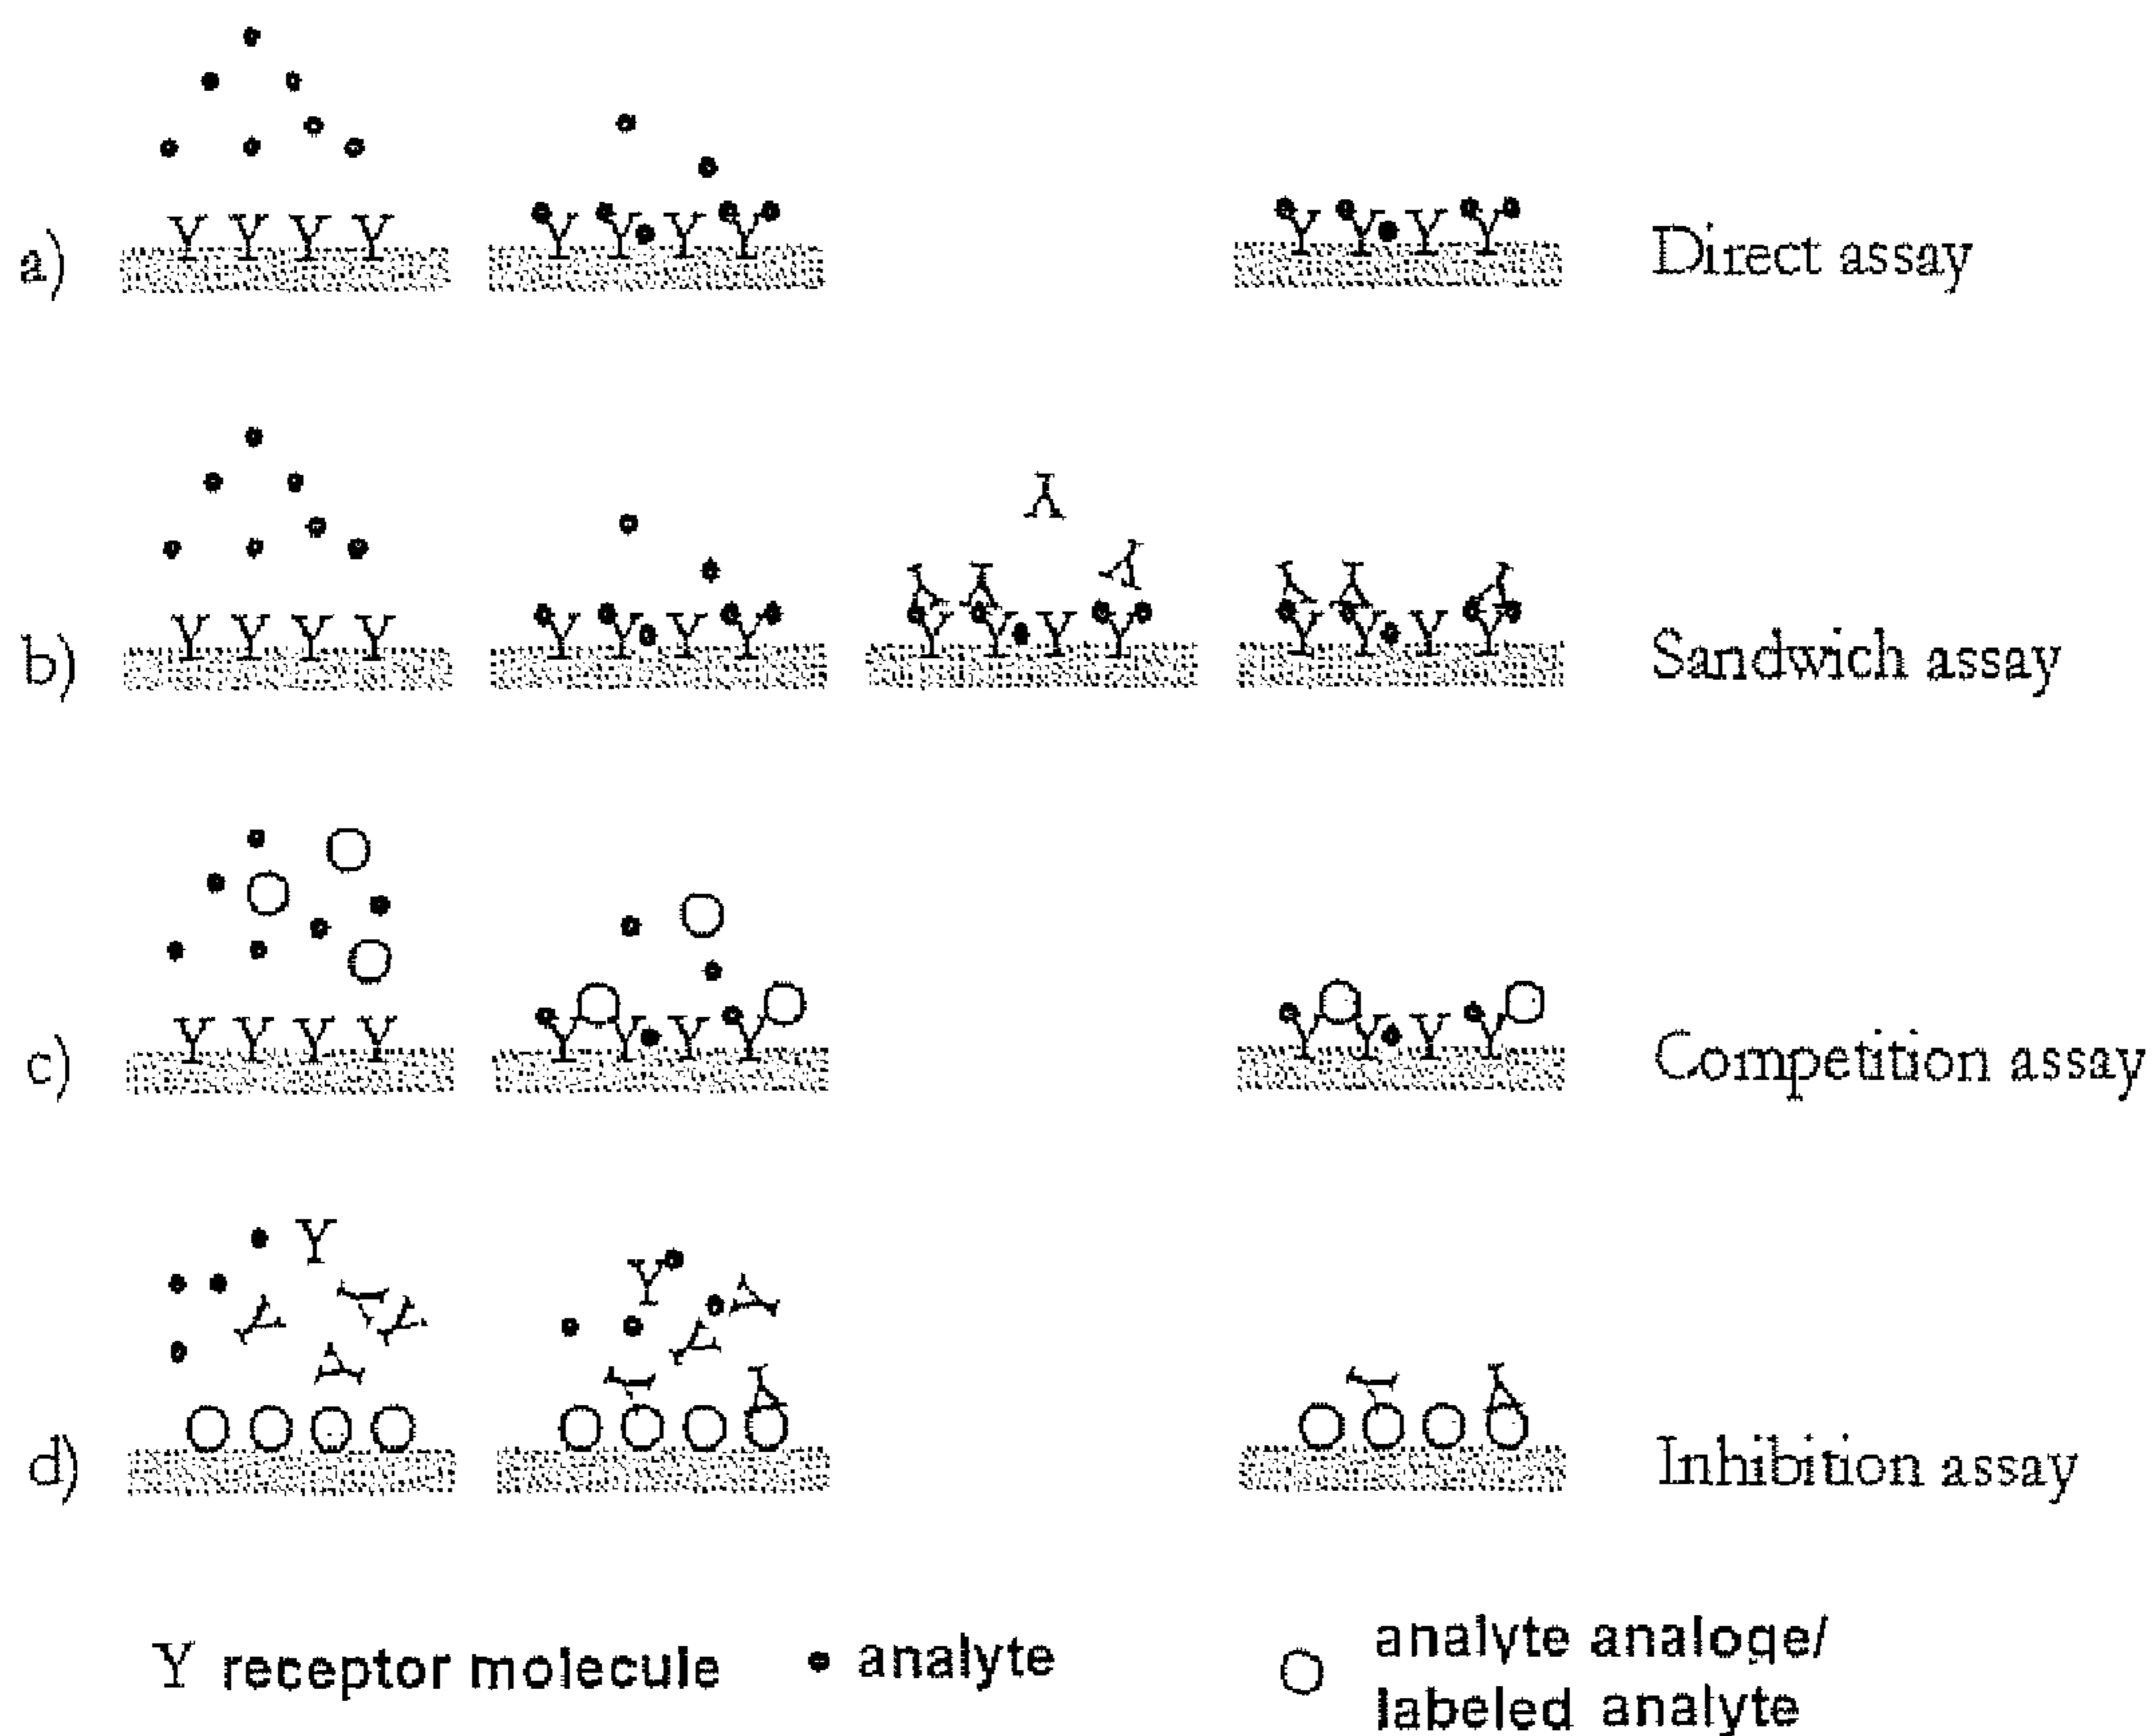 a) Direct assay
b) Sandwich assay
c) Competition assay
d) Inhibition assay
Y receptor molecule
analyte
analyte analoge/
labeled analyte